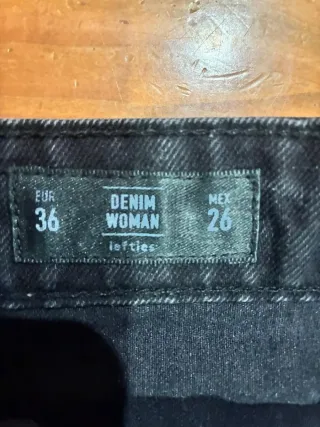 EUR
36
DENIM
WOMAN
lefties
MEX
26